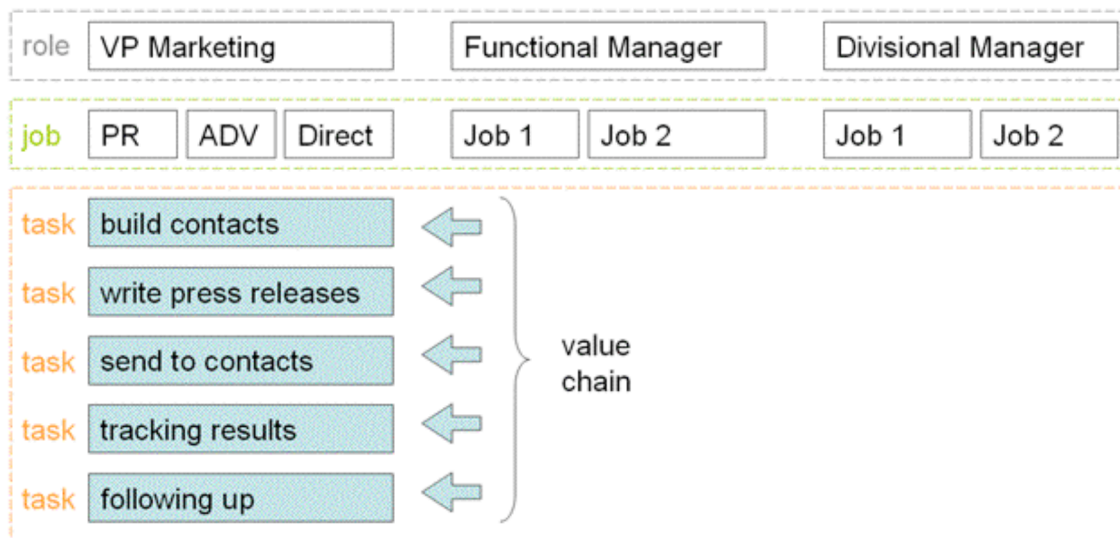 role VP Marketing Functional Manager Divisional Manager
job PR ADV Direct Job 1 Job 2 Job 1 Job 2
task build contacts
task write press releases
task send to contacts
task tracking results
task following up
value
chain